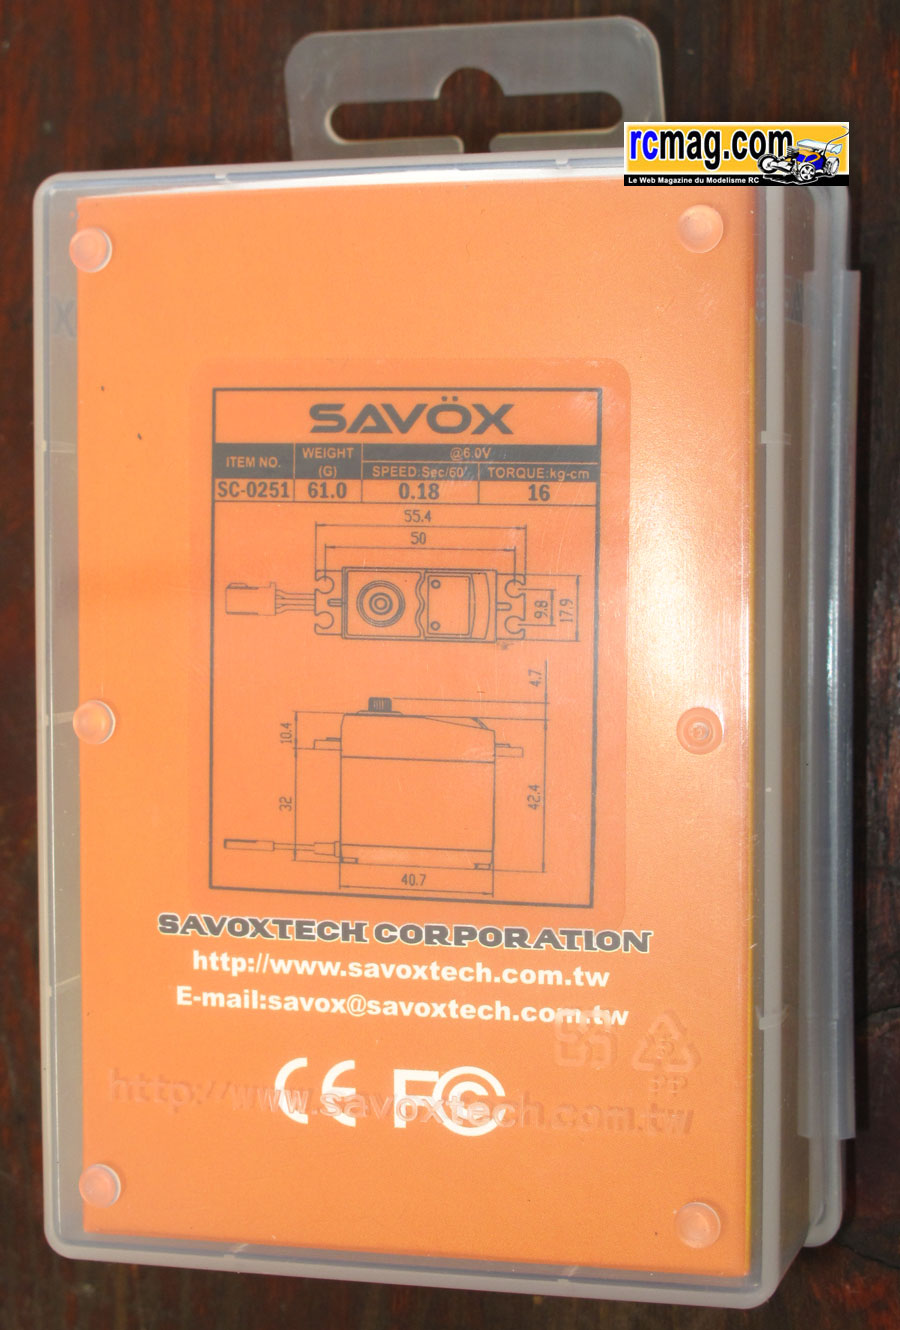 rcmag.com
Le Web Magazine du Modelisme RC
SAVÖX
ITEM NO. WEIGHT (G) @6.0V
SPEED:Sec/60° TORQUE:kg-cm
SC-0251 61.0 0.18 16
55.4
50
9.8
17.9
4.7
10.4
32
42.4
40.7
SAVOXTECH CORPORATION
http://www.savoxtech.com.tw
E-mail:savox@savoxtech.com.tw
5
PP
CE FC
http://www.savoxtech.com.tw